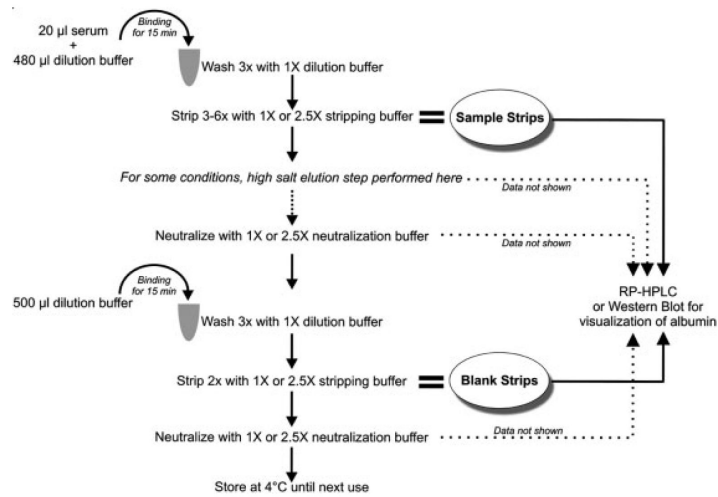 20 µl serum
+
480 µl dilution buffer
Binding
for 15 min
Wash 3x with 1X dilution buffer
Strip 3-6x with 1X or 2.5X stripping buffer
=
Sample Strips
For some conditions, high salt elution step performed here
Data not shown
Neutralize with 1X or 2.5X neutralization buffer
Data not shown
Binding
for 15 min
500 µl dilution buffer
Wash 3x with 1X dilution buffer
RP-HPLC
or Western Blot for
visualization of albumin
Strip 2x with 1X or 2.5X stripping buffer
=
Blank Strips
Neutralize with 1X or 2.5X neutralization buffer
Data not shown
Store at 4°C until next use